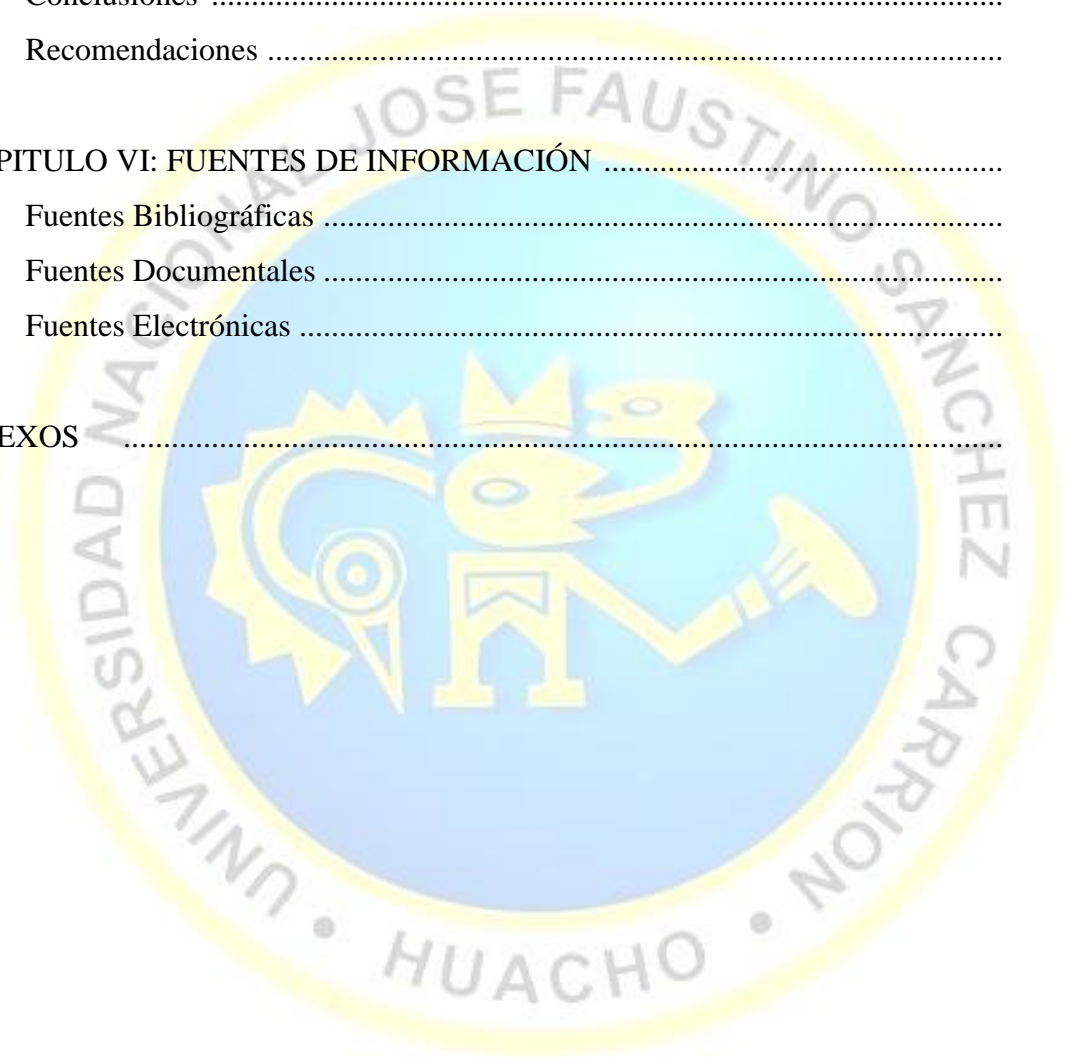 Conclusiones ....................................................................................................
Recomendaciones .............................................................................................
PITULO VI: FUENTES DE INFORMACIÓN ..................................................
Fuentes Bibliográficas ......................................................................................
Fuentes Documentales ......................................................................................
Fuentes Electrónicas .........................................................................................
EXOS ...............................................................................................................
UNIVERSIDAD NACIONAL JOSE FAUSTINO SANCHEZ CARRION • HUACHO •